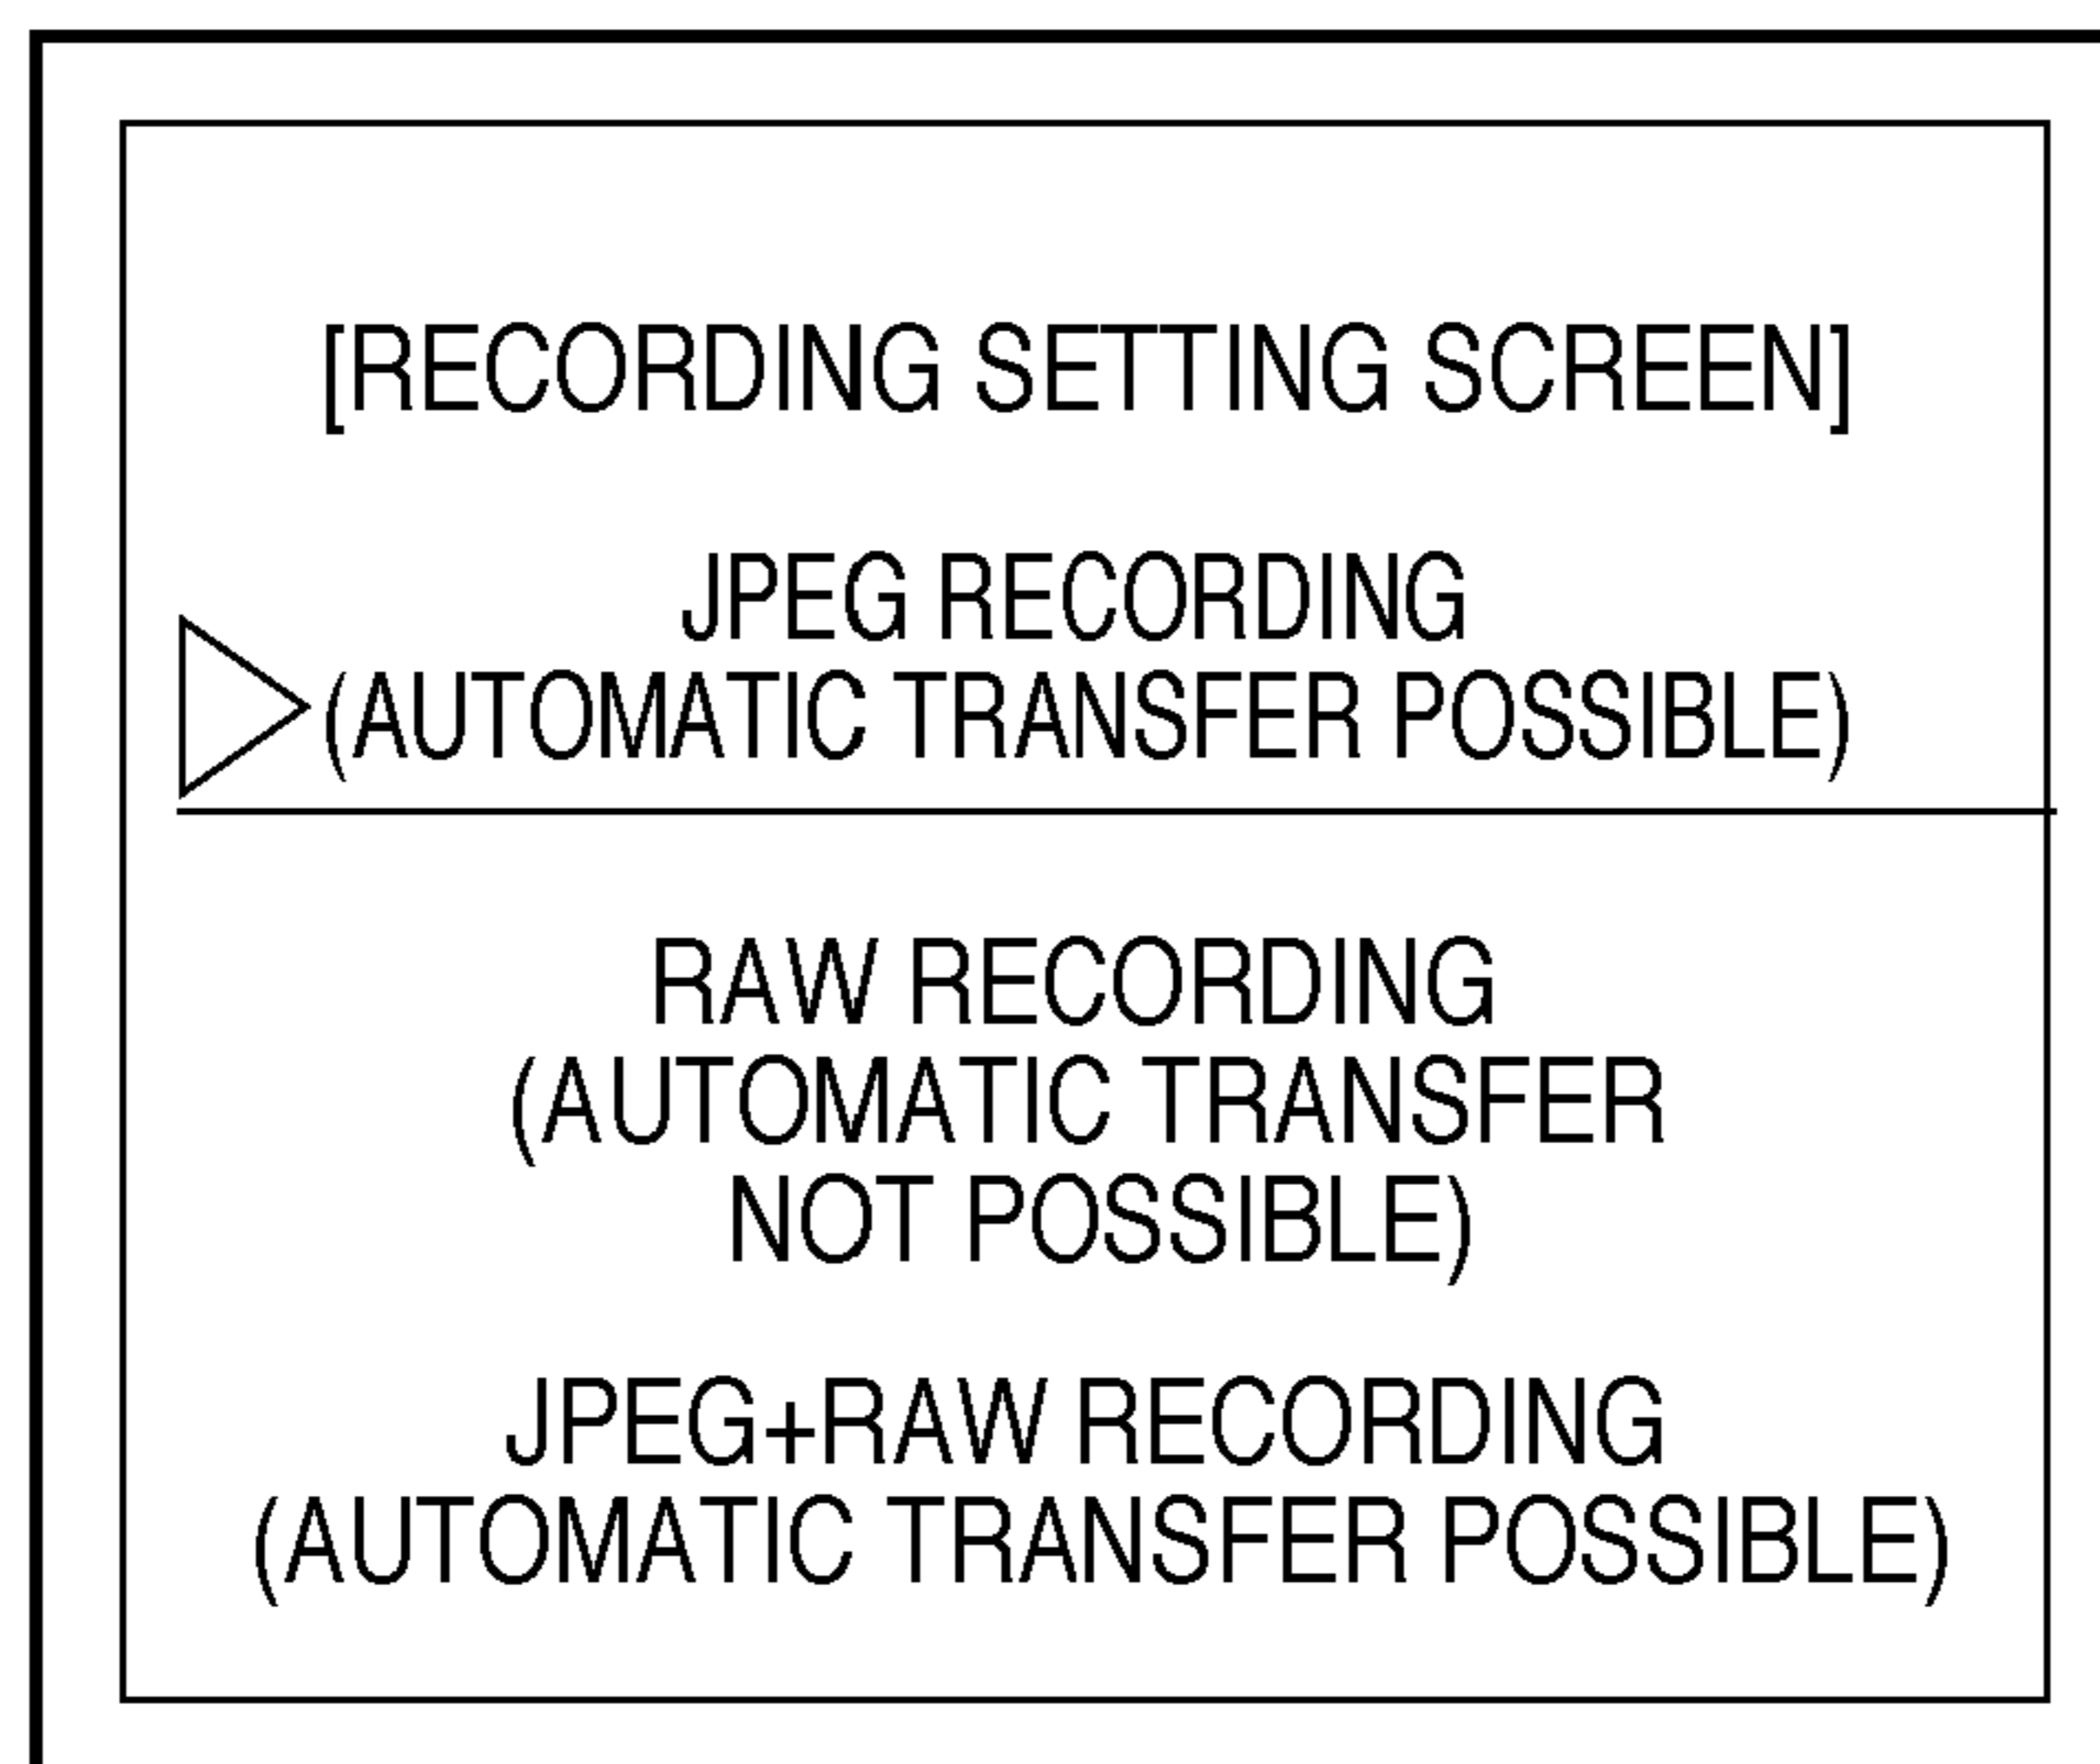 [RECORDING SETTING SCREEN]
JPEG RECORDING
(AUTOMATIC TRANSFER POSSIBLE)
RAW RECORDING
(AUTOMATIC TRANSFER
NOT POSSIBLE)
JPEG+RAW RECORDING
(AUTOMATIC TRANSFER POSSIBLE)